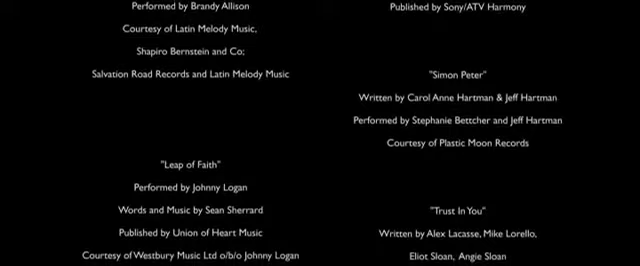 Performed by Brandy Allison
Courtesy of Latin Melody Music,
Shapiro Bernstein and Co;
Salvation Road Records and Latin Melody Music
"Leap of Faith"
Performed by Johnny Logan
Words and Music by Sean Sherrard
Published by Union of Heart Music
Courtesy of Westbury Music Ltd o/b/o Johnny Logan
Published by Sony/ATV Harmony
"Simon Peter"
Written by Carol Anne Hartman & Jeff Hartman
Performed by Stephanie Bettcher and Jeff Hartman
Courtesy of Plastic Moon Records
"Trust In You"
Written by Alex Lacasse, Mike Lorello,
Eliot Sloan, Angie Sloan